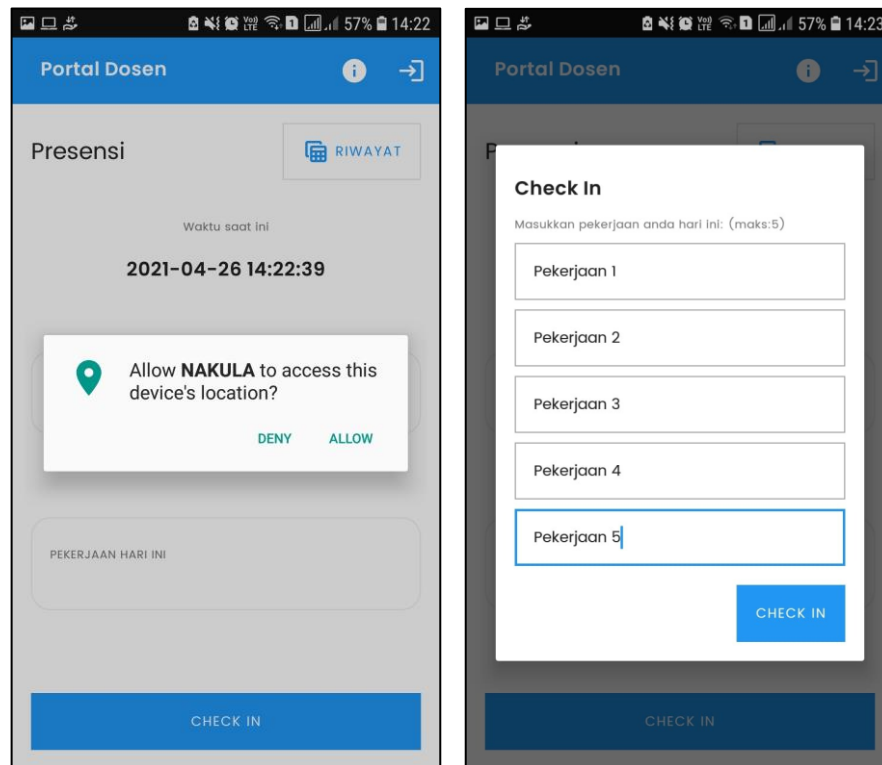 57% 14:22
Portal Dosen
Presensi
RIWAYAT
Waktu saat ini
2021-04-26 14:22:39
Allow NAKULA to access this
device's location?
DENY ALLOW
PEKERJAAN HARI INI
CHECK IN
57% 14:23
Portal Dosen
Check In
Masukkan pekerjaan anda hari ini: (maks:5)
Pekerjaan 1
Pekerjaan 2
Pekerjaan 3
Pekerjaan 4
Pekerjaan 5
CHECK IN
CHECK IN